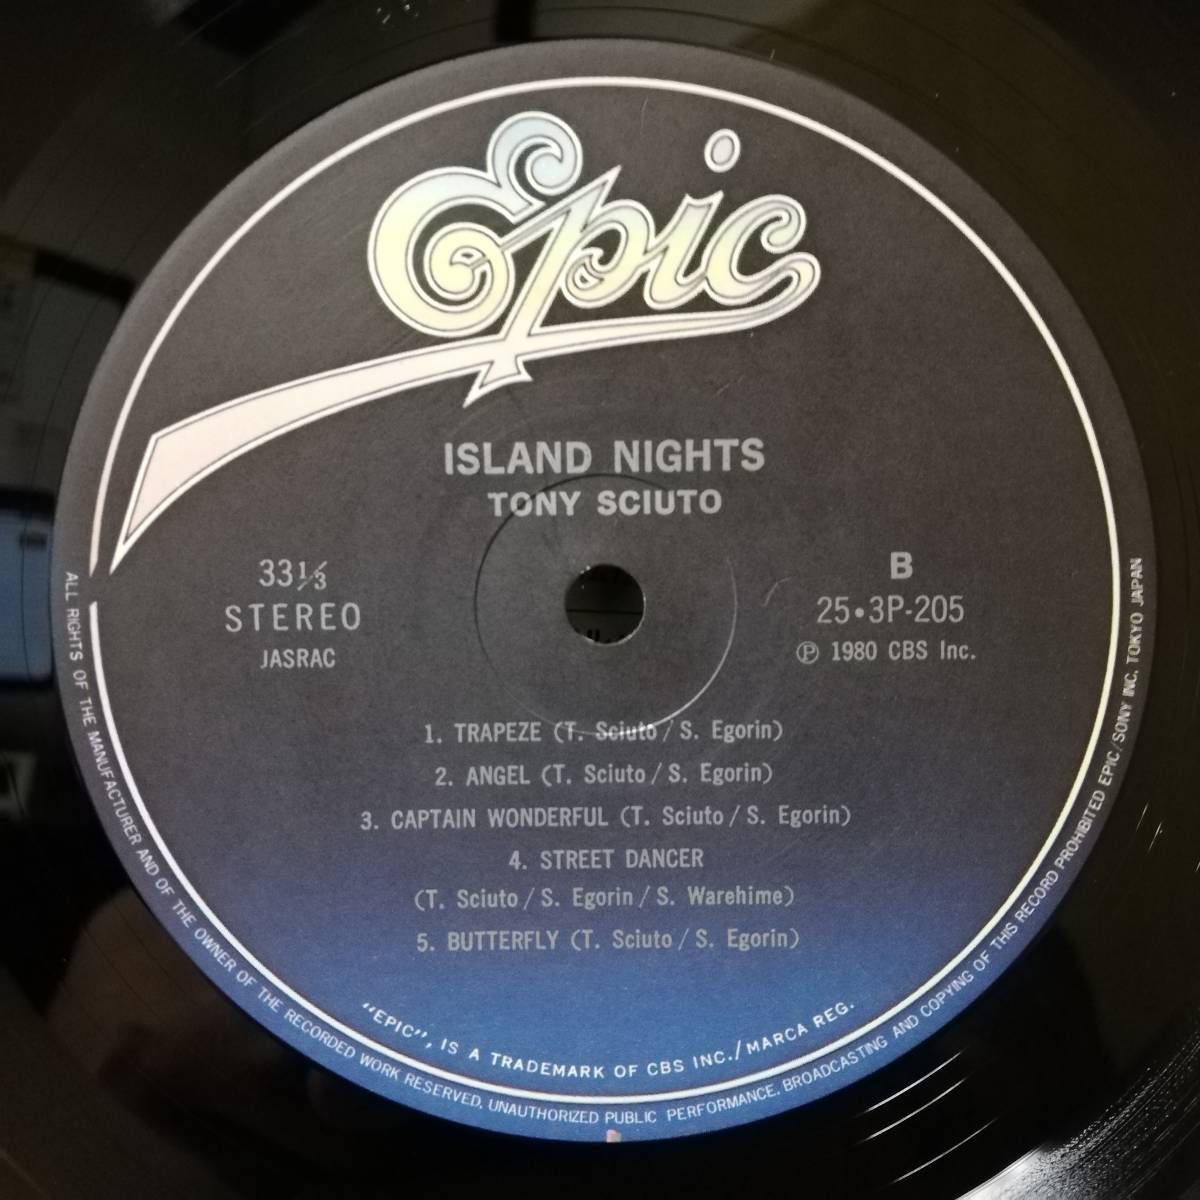 Epic
ISLAND NIGHTS
TONY SCIUTO
33⅓
STEREO
JASRAC
B
25•3P-205
Ⓟ 1980 CBS Inc.
1. TRAPEZE (T. Sciuto / S. Egorin)
2. ANGEL (T. Sciuto / S. Egorin)
3. CAPTAIN WONDERFUL (T. Sciuto / S. Egorin)
4. STREET DANCER
(T. Sciuto / S. Egorin / S. Warehime)
5. BUTTERFLY (T. Sciuto / S. Egorin)
"EPIC", IS A TRADEMARK OF CBS INC./MARCA REG.
ALL RIGHTS OF THE MANUFACTURER AND OF THE OWNER OF THE RECORDED WORK RESERVED. UNAUTHORIZED PUBLIC PERFORMANCE. BROADCASTING AND COPYING OF THIS RECORD PROHIBITED EPIC/SONY INC. TOKYO JAPAN